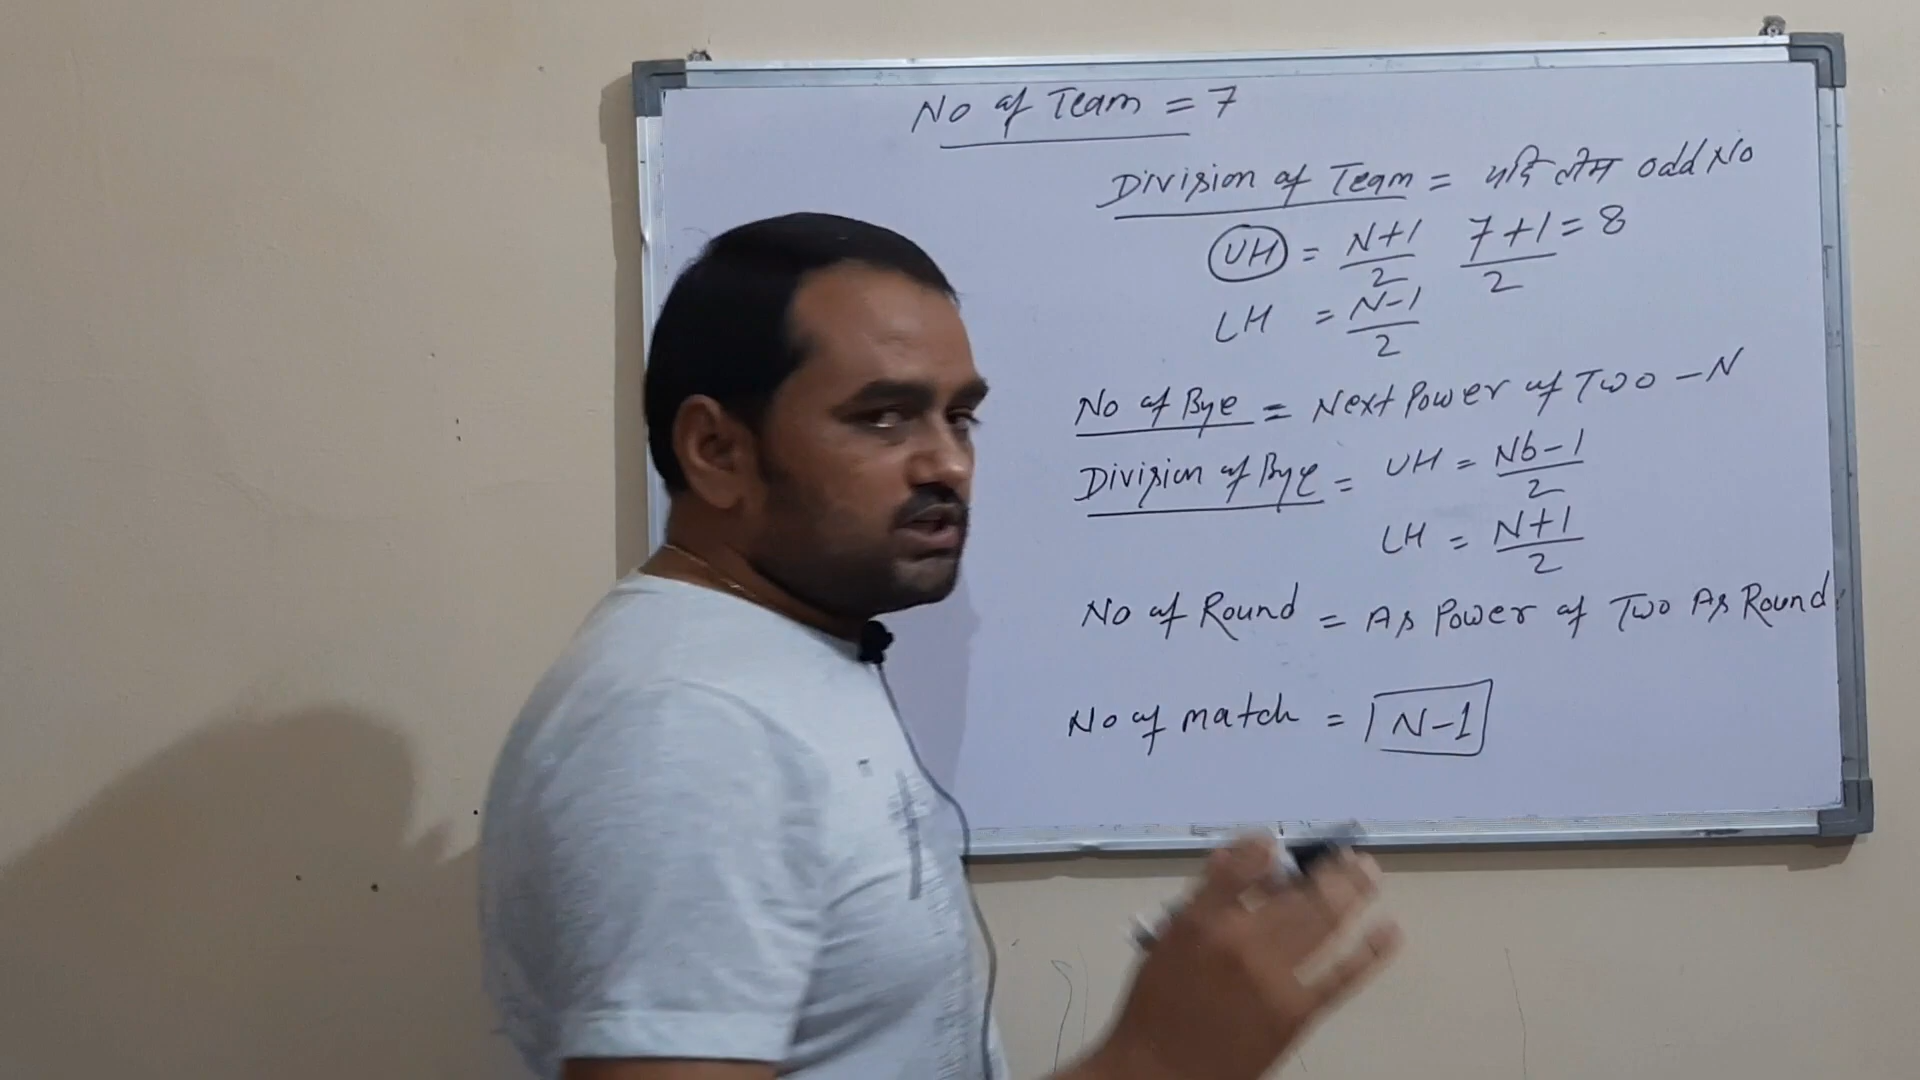 No of Team = 7
Division of Team = यदि टीम odd No
UH = N+1/2 7+1/2 = 8
LH = N-1/2
No of Bye = Next Power of Two - N
Division of Bye = UH = Nb-1/2
LH = N+1/2
No of Round = As Power of Two As Round
No of match = N-1